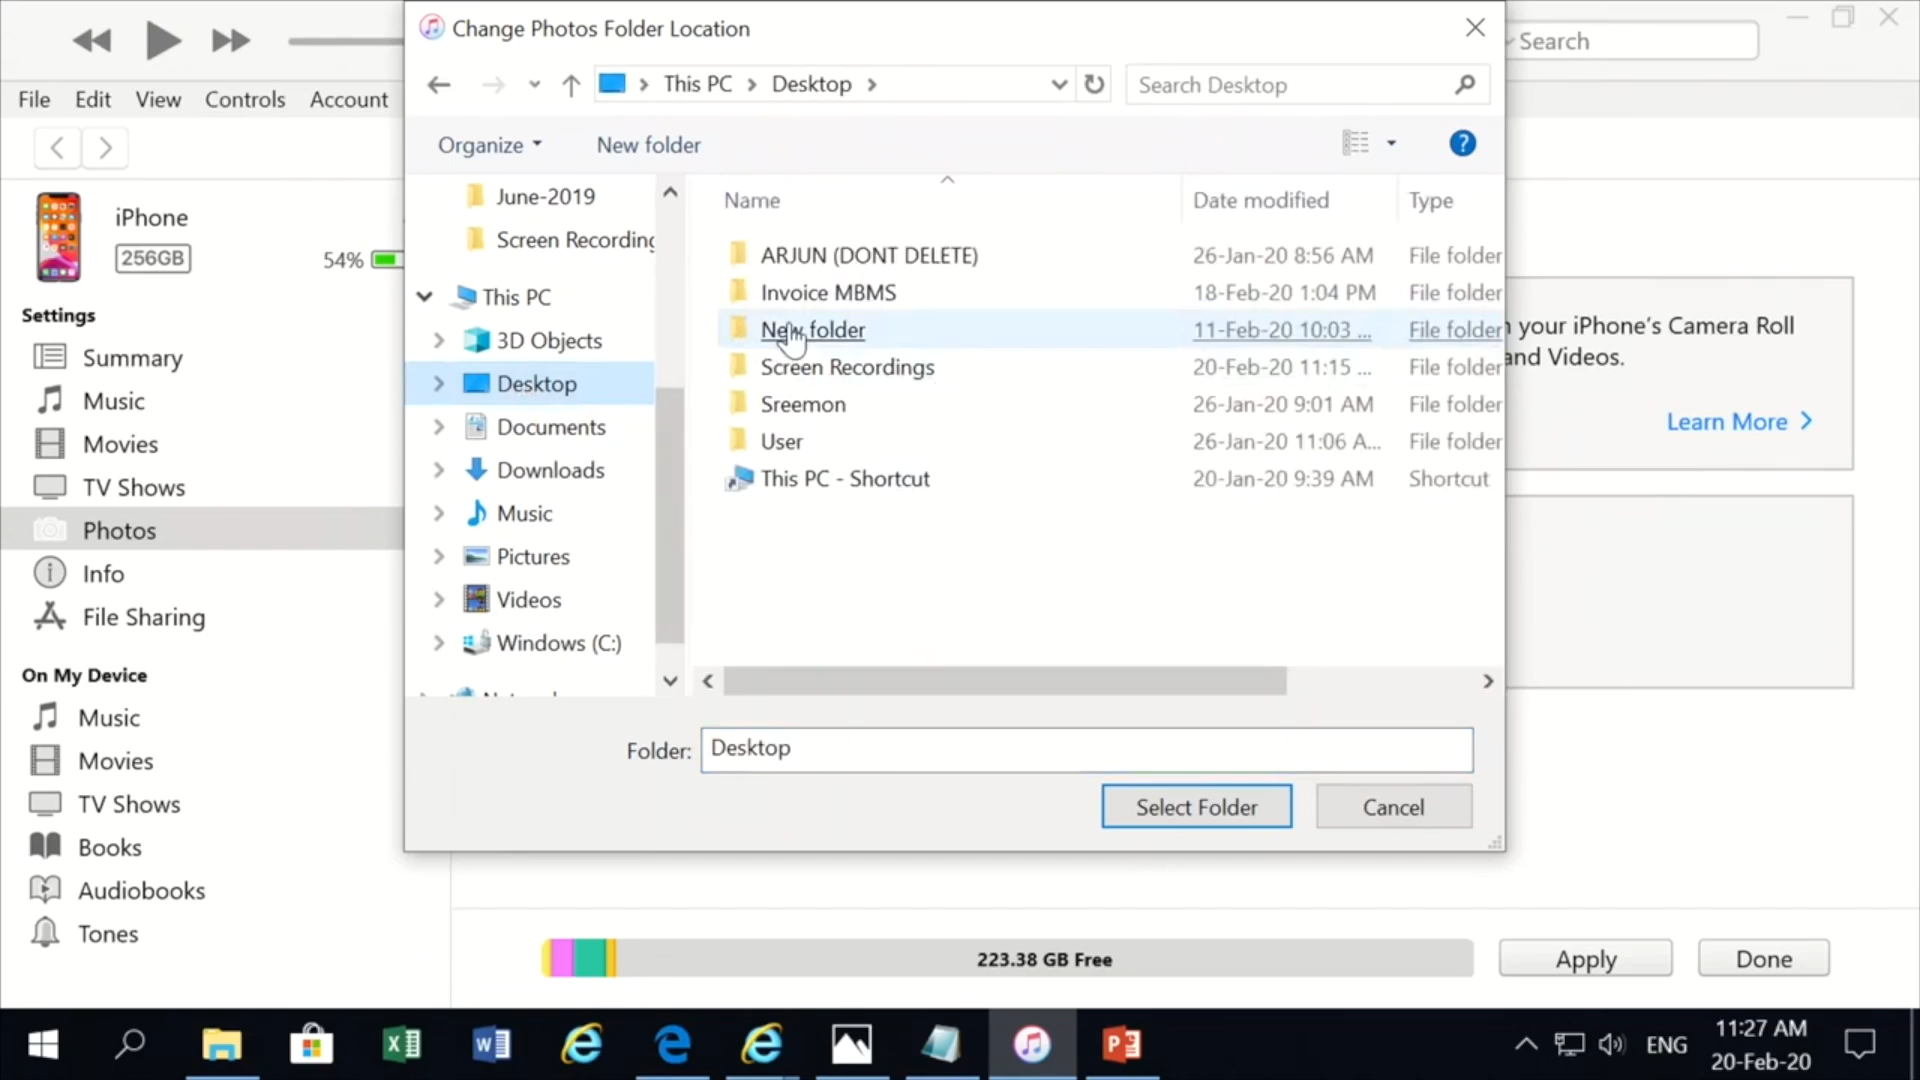 Change Photos Folder Location
Search
File Edit View Controls Account
This PC Desktop
Search Desktop
Organize New folder
?
iPhone
256GB
54%
Settings
Summary
Music
Movies
TV Shows
Photos
Info
File Sharing
On My Device
Music
Movies
TV Shows
Books
Audiobooks
Tones
June-2019
Screen Recording
This PC
3D Objects
Desktop
Documents
Downloads
Music
Pictures
Videos
Windows (C:)
Name Date modified Type
ARJUN (DONT DELETE) 26-Jan-20 8:56 AM File folder
Invoice MBMS 18-Feb-20 1:04 PM File folder
New folder 11-Feb-20 10:03 ... File folder
Screen Recordings 20-Feb-20 11:15 ... File folder
Sreemon 26-Jan-20 9:01 AM File folder
User 26-Jan-20 11:06 A... File folder
This PC - Shortcut 20-Jan-20 9:39 AM Shortcut
Folder: Desktop
Select Folder Cancel
your iPhone's Camera Roll
and Videos.
Learn More
223.38 GB Free
Apply Done
ENG
11:27 AM
20-Feb-20